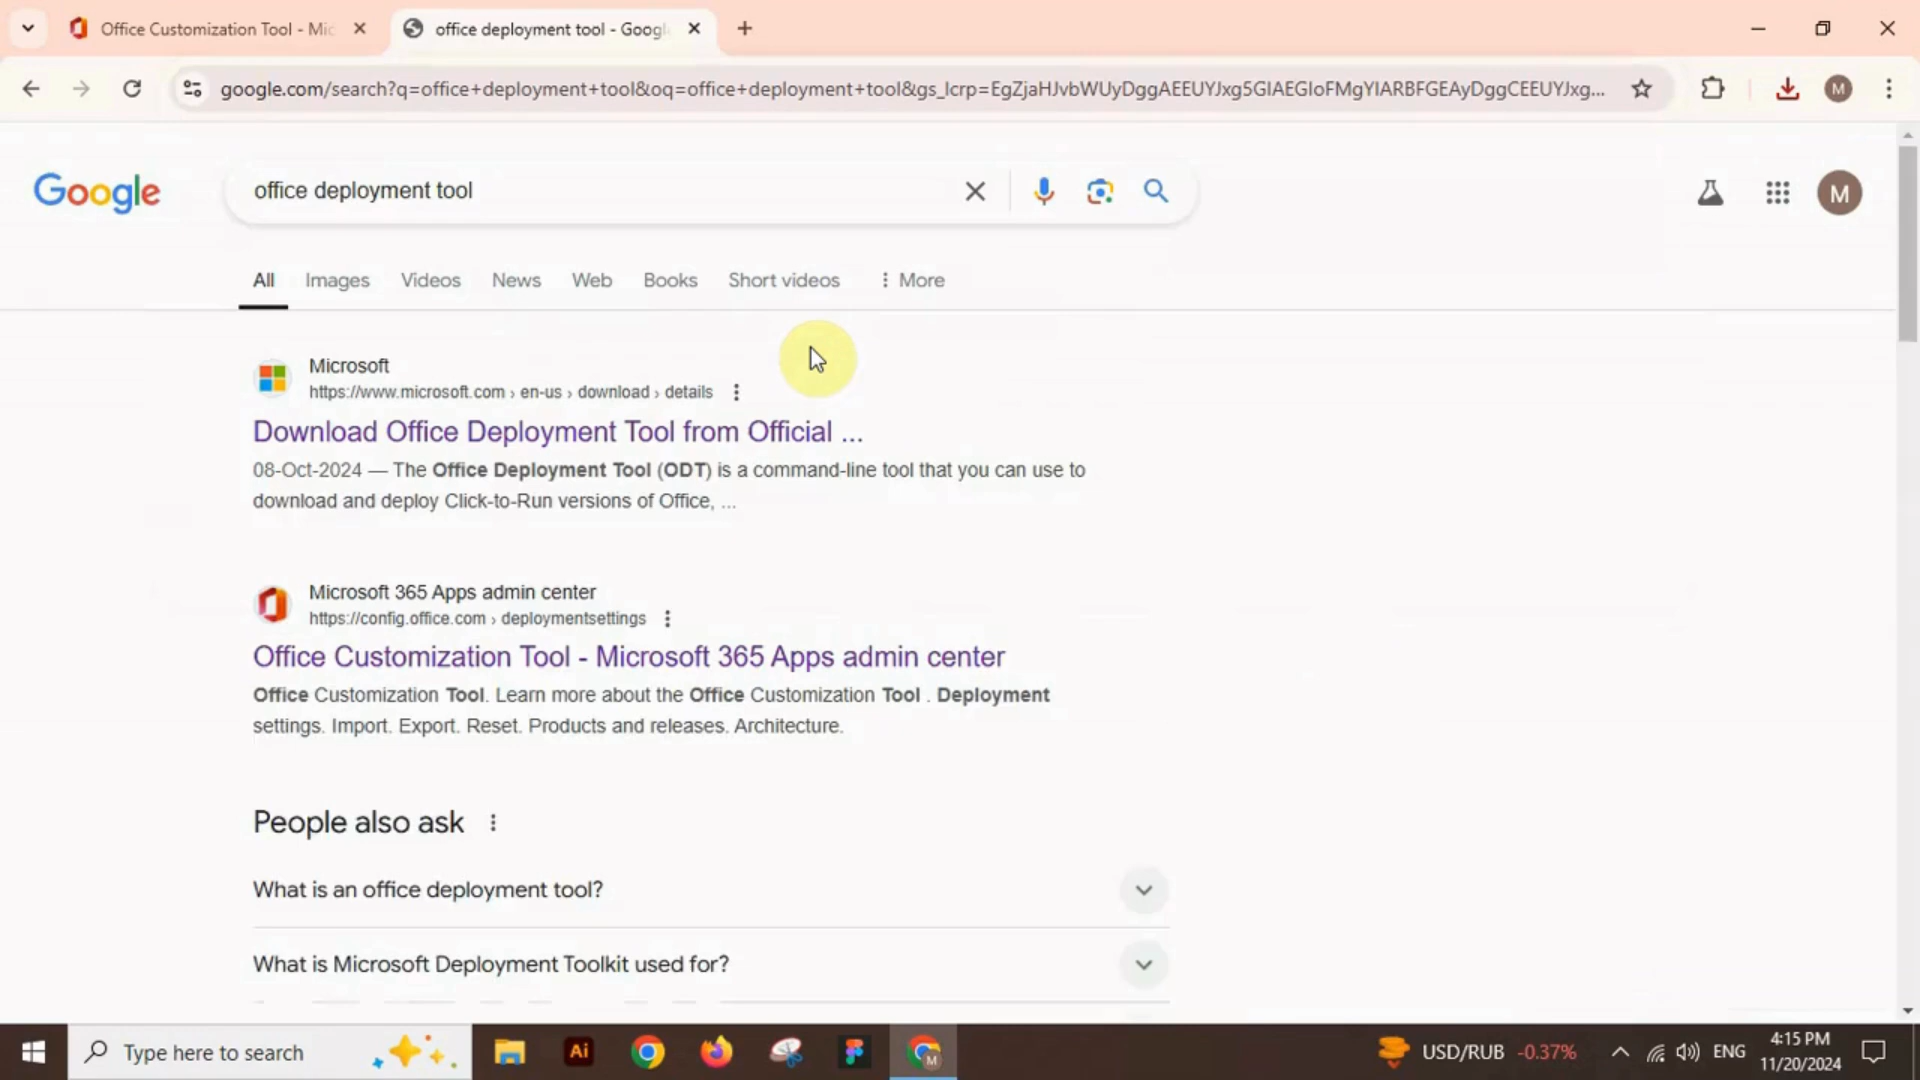 Office Customization Tool - Mic
office deployment tool - Googl
google.com/search?q=office+deployment+tool&oq=office+deployment+tool&gs_lcrp=EgZjaHJvbWUyDggAEEUYJxg5GIAEGIoFMgYIARBFGEAyDggCEEUYJxg...
M
Google
office deployment tool
M
All
Images
Videos
News
Web
Books
Short videos
More
Microsoft
https://www.microsoft.com › en-us › download › details
Download Office Deployment Tool from Official ...
08-Oct-2024 — The Office Deployment Tool (ODT) is a command-line tool that you can use to
download and deploy Click-to-Run versions of Office, ...
Microsoft 365 Apps admin center
https://config.office.com › deploymentsettings
Office Customization Tool - Microsoft 365 Apps admin center
Office Customization Tool. Learn more about the Office Customization Tool . Deployment
settings. Import. Export. Reset. Products and releases. Architecture.
People also ask
What is an office deployment tool?
What is Microsoft Deployment Toolkit used for?
Type here to search
Ai
M
USD/RUB -0.37%
ENG
4:15 PM
11/20/2024